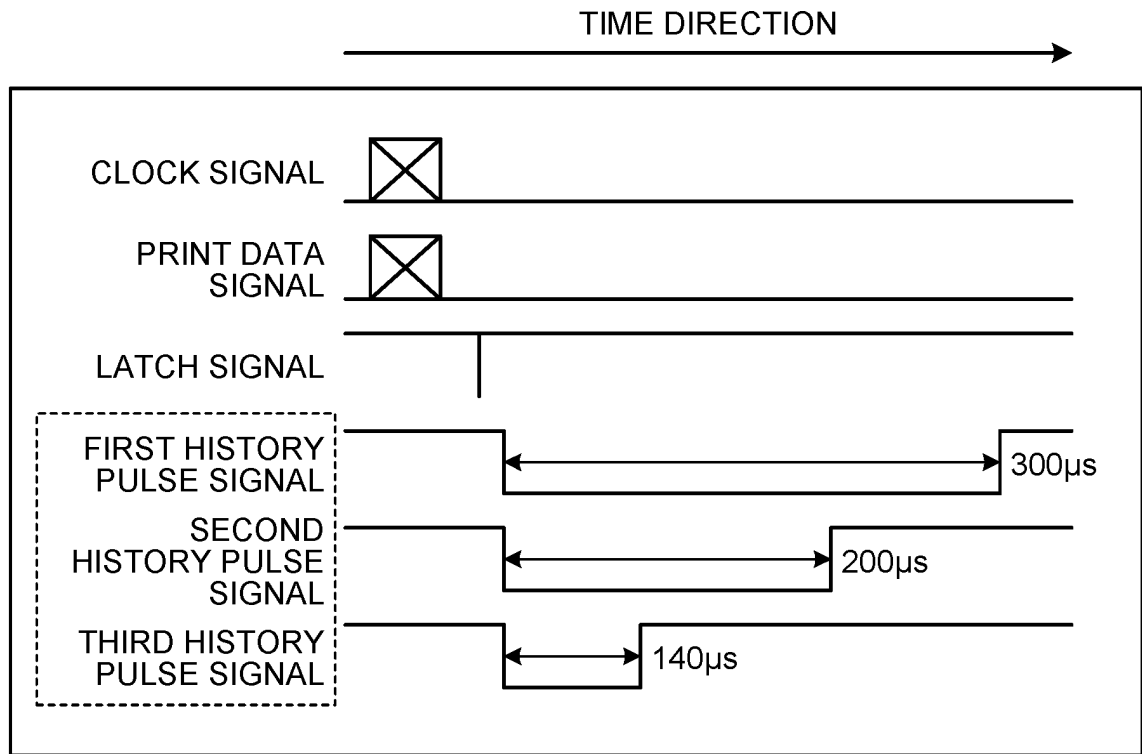 TIME DIRECTION
CLOCK SIGNAL
PRINT DATA
SIGNAL
LATCH SIGNAL
FIRST HISTORY
PULSE SIGNAL
300µs
SECOND
HISTORY PULSE
SIGNAL
200µs
THIRD HISTORY
PULSE SIGNAL
140µs